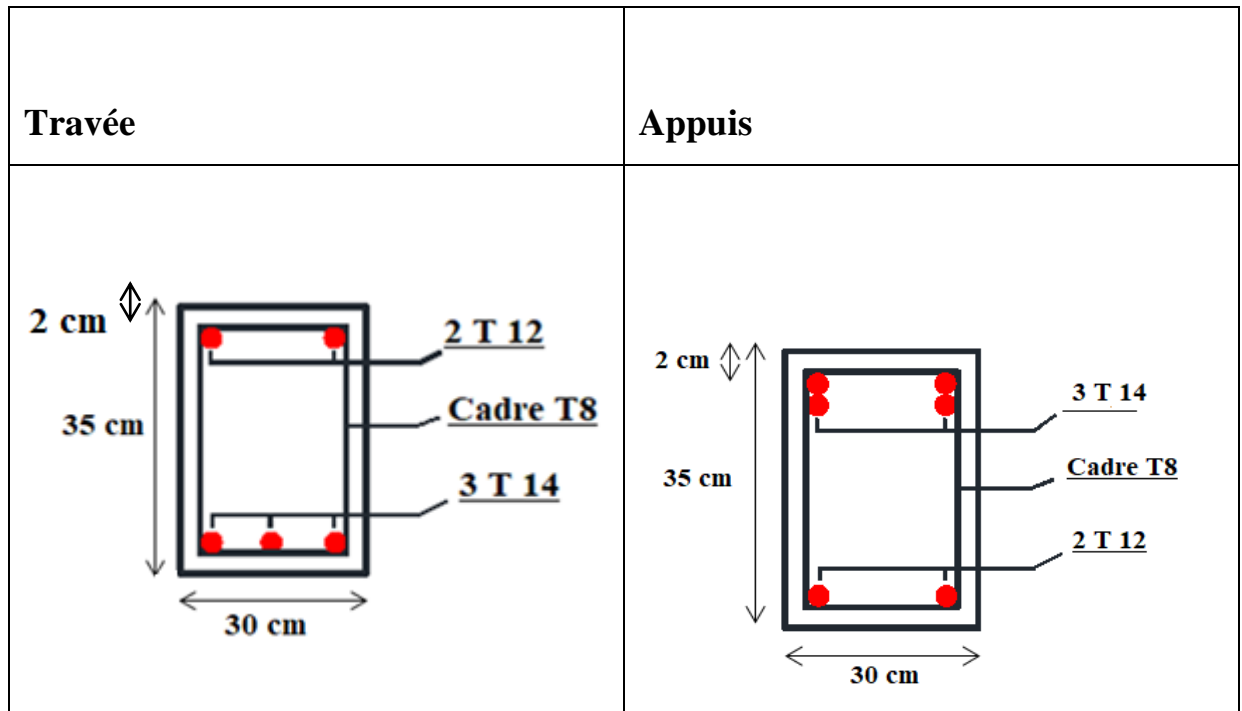 Travée
Appuis
2 cm
2 T 12
35 cm
Cadre T8
3 T 14
30 cm
2 cm
3 T 14
35 cm
Cadre T8
2 T 12
30 cm